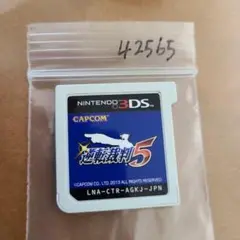 42565
NINTENDO 3DS™
CAPCOM
逆転裁判5
©CAPCOM CO., LTD. 2013 ALL RIGHTS RESERVED.
LNA-CTR-AGKJ-JPN